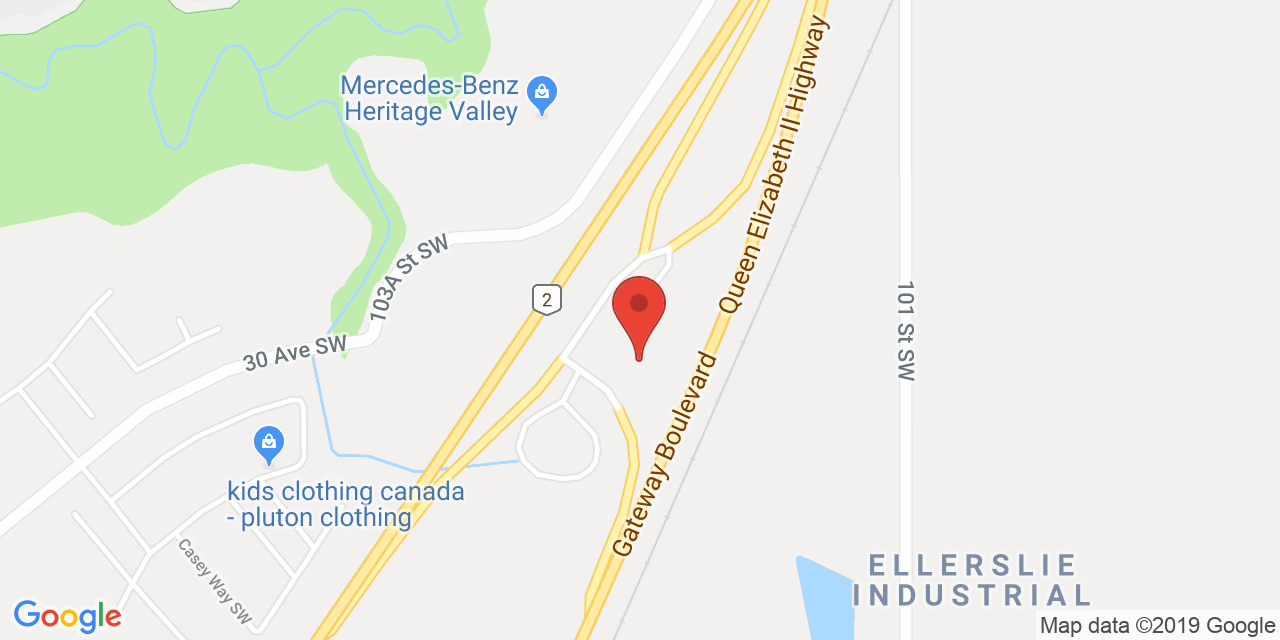 Mercedes-Benz
Heritage Valley
Queen Elizabeth II Highway
103A St SW
2
101 St SW
30 Ave SW
Gateway Boulevard
kids clothing canada
- pluton clothing
Casey Way SW
ELLERSLIE
INDUSTRIAL
Google
Map data ©2019 Google